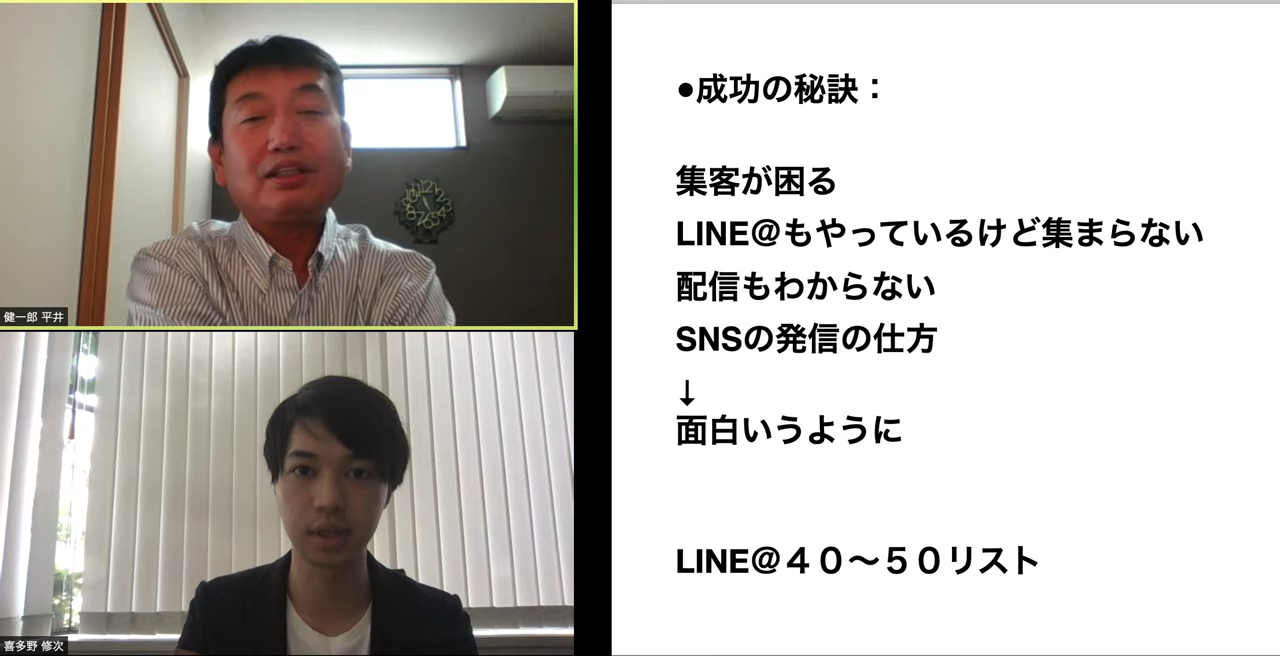 健一郎 平井
喜多野 修次
●成功の秘訣：
集客が困る
LINE@もやっているけど集まらない
配信もわからない
SNSの発信の仕方
↓
面白いうように
LINE@４０〜５０リスト